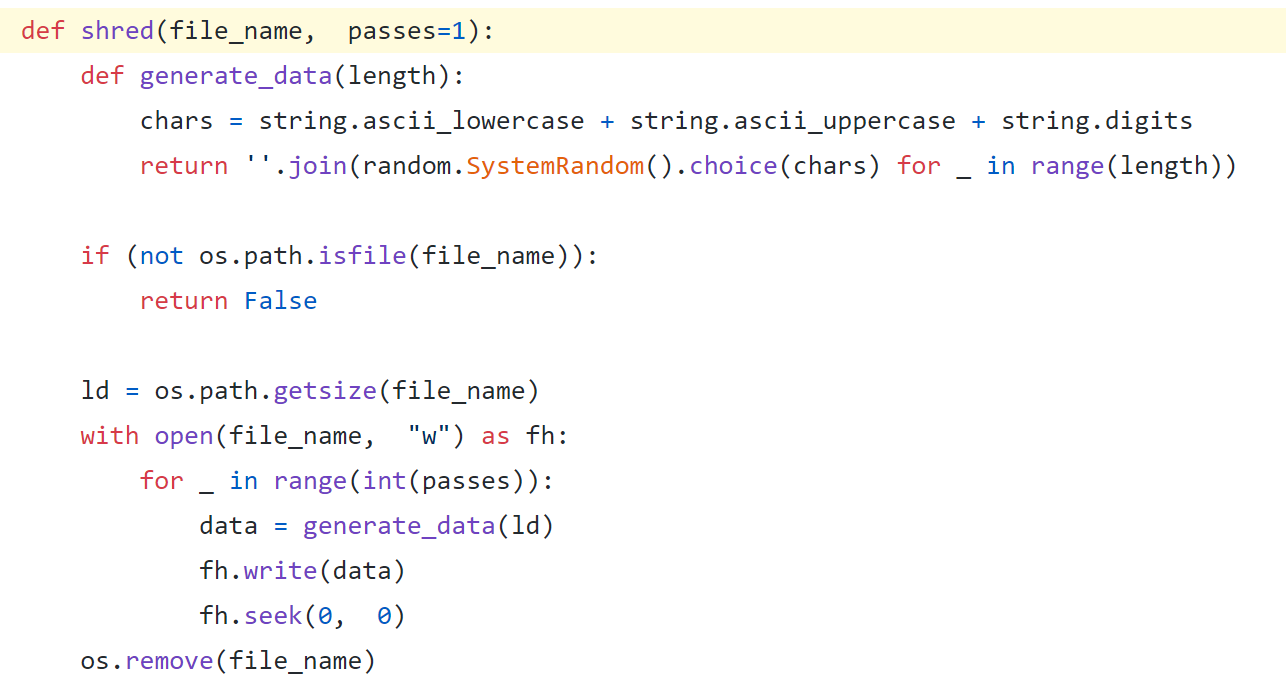 def shred(file_name,  passes=1):
    def generate_data(length):
        chars = string.ascii_lowercase + string.ascii_uppercase + string.digits
        return ''.join(random.SystemRandom().choice(chars) for _ in range(length))

    if (not os.path.isfile(file_name)):
        return False

    ld = os.path.getsize(file_name)
    with open(file_name,  "w") as fh:
        for _ in range(int(passes)):
            data = generate_data(ld)
            fh.write(data)
            fh.seek(0,  0)
    os.remove(file_name)